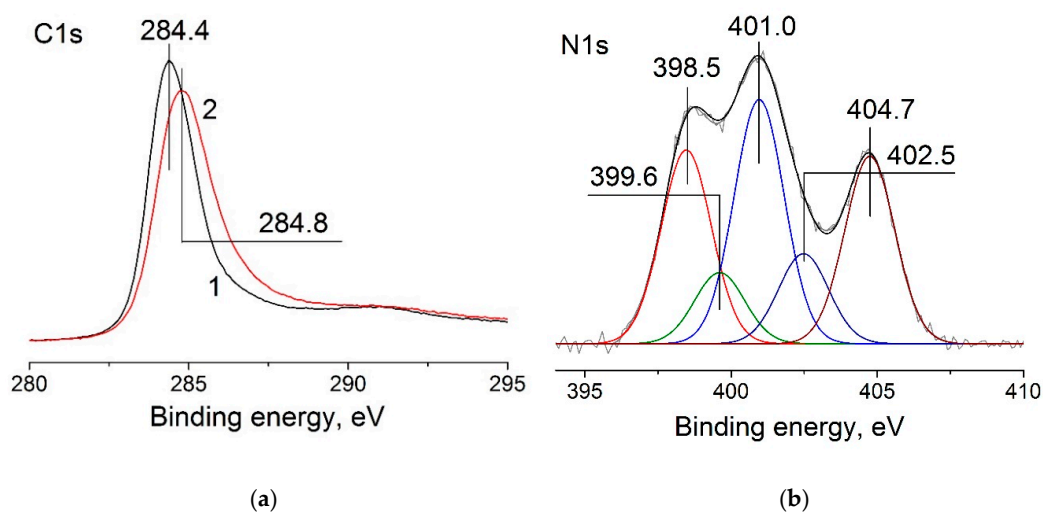 C1s
284.4
2
284.8
1
280 285 290 295
Binding energy, eV
(a)
N1s
401.0
398.5
404.7
402.5
399.6
395 400 405 410
Binding energy, eV
(b)